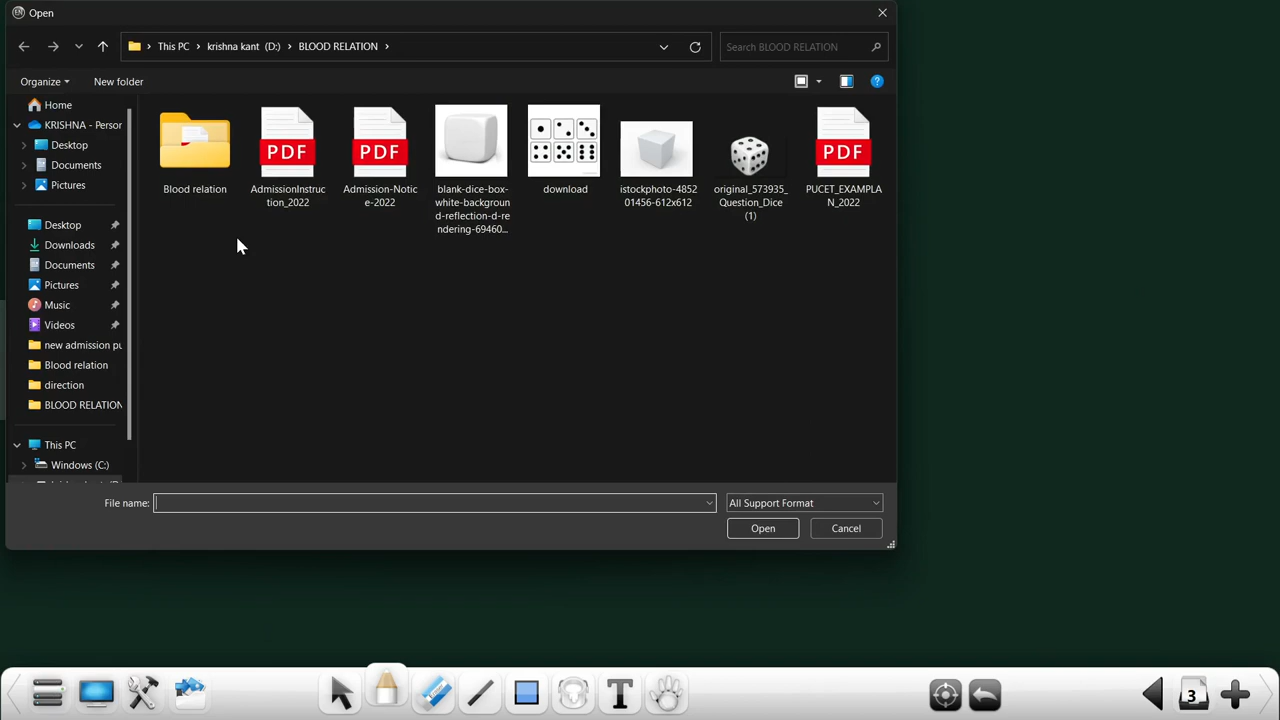 Open
This PC
krishna kant (D:)
BLOOD RELATION
Search BLOOD RELATION
Organize
New folder
Home
KRISHNA - Person
Desktop
Documents
Pictures
Desktop
Downloads
Documents
Pictures
Music
Videos
new admission pu
Blood relation
direction
BLOOD RELATION
This PC
Windows (C:)
Blood relation
PDF
AdmissionInstruc
tion_2022
PDF
Admission-Notic
e-2022
blank-dice-box-
white-backgroun
d-reflection-d-re
ndering-69460...
download
istockphoto-4852
01456-612x612
original_573935_
_Question_Dice
(1)
PDF
PUCET_EXAMPLA
N_2022
File name:
All Support Format
Open
Cancel
T
3